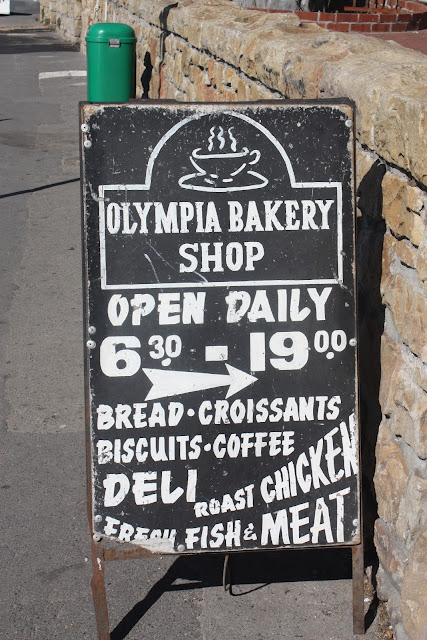 OLYMPIA BAKERY
SHOP
OPEN DAILY
6 30 - 19 00
BREAD · CROISSANTS
BISCUITS · COFFEE
DELI ROAST CHICKEN
FRESH FISH & MEAT